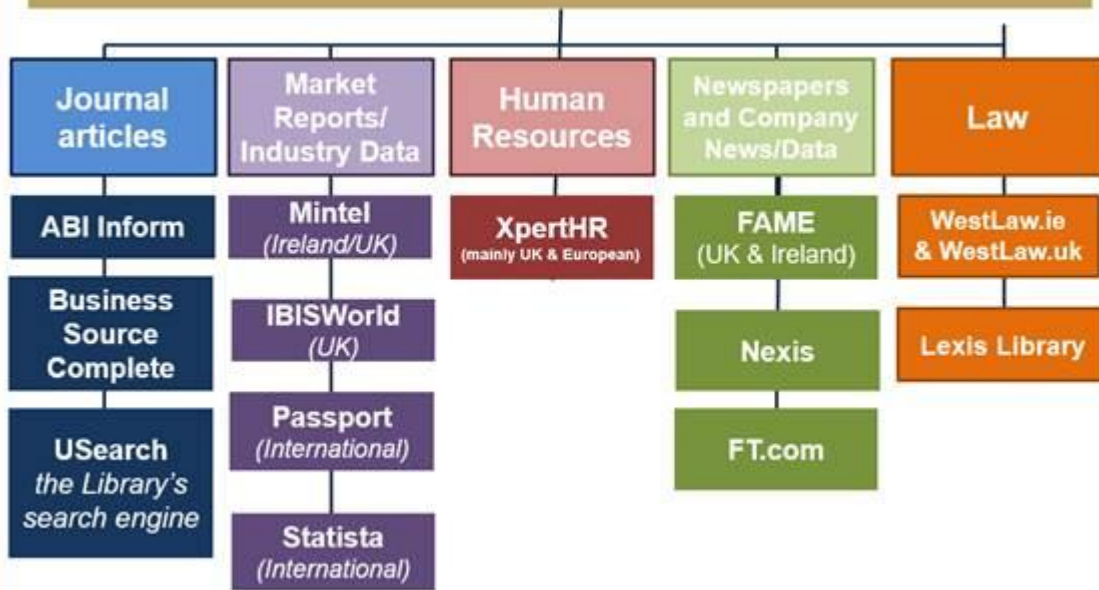 Journal
articles
ABI Inform
Business
Source
Complete
USearch
the Library's
search engine
Market
Reports/
Industry Data
Mintel
(Ireland/UK)
IBISWorld
(UK)
Passport
(International)
Statista
(International)
Human
Resources
XpertHR
(mainly UK & European)
Newspapers
and Company
News/Data
FAME
(UK & Ireland)
Nexis
FT.com
Law
WestLaw.ie
& WestLaw.uk
Lexis Library